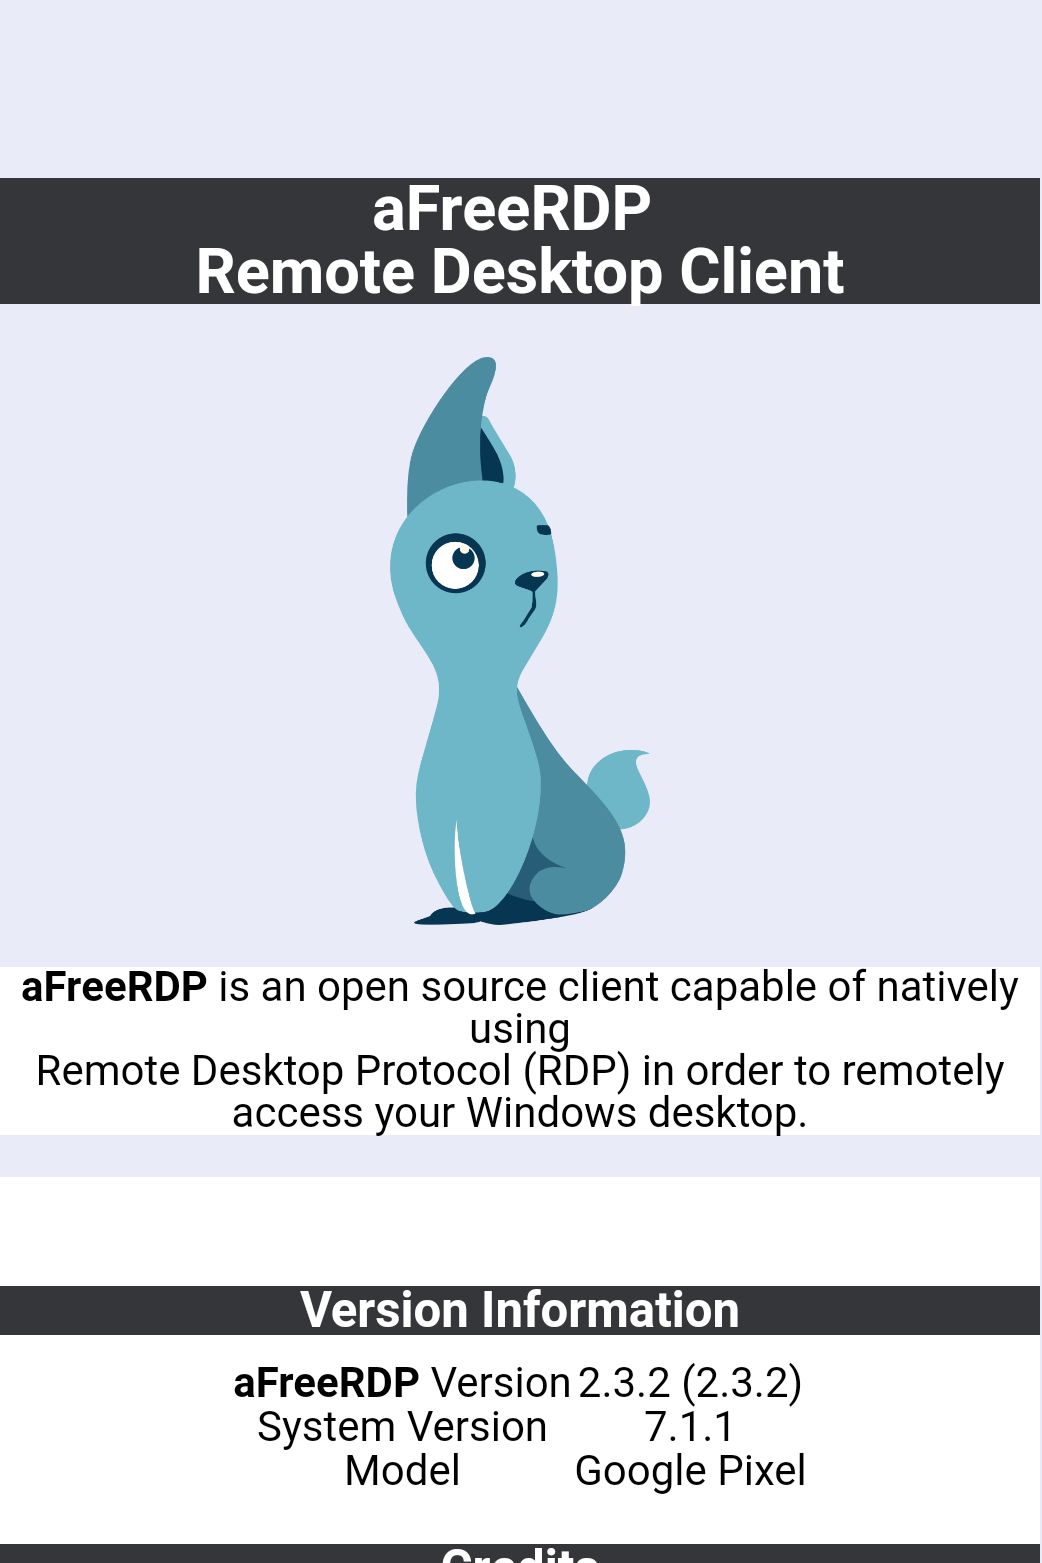 aFreeRDP
Remote Desktop Client
aFreeRDP is an open source client capable of natively
using
Remote Desktop Protocol (RDP) in order to remotely
access your Windows desktop.
Version Information
aFreeRDP Version 2.3.2 (2.3.2)
System Version 7.1.1
Model Google Pixel
Credits